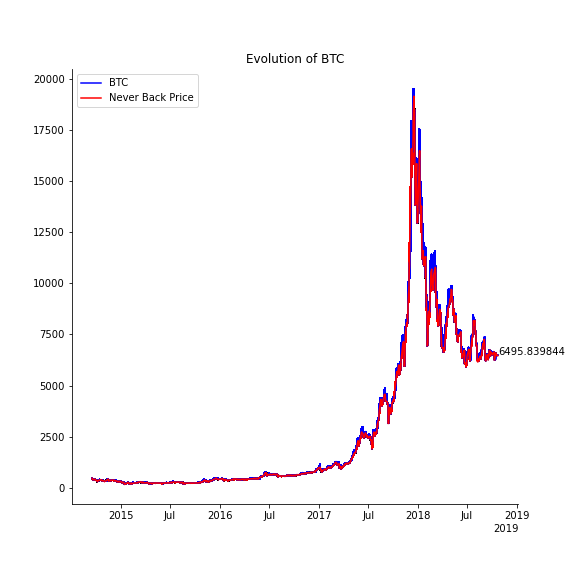 Evolution of BTC
BTC
Never Back Price
20000
17500
15000
12500
10000
7500
5000
2500
0
6495.839844
2015
Jul
2016
Jul
2017
Jul
2018
Jul
2019
2019